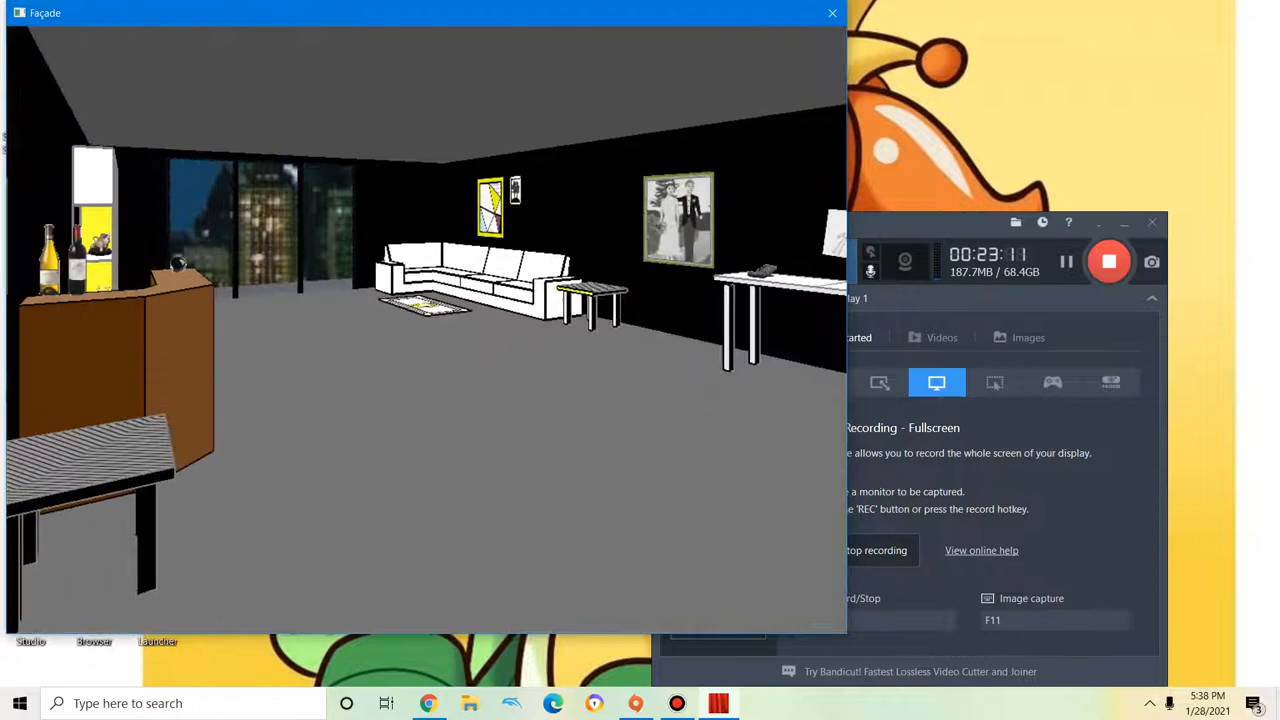 Façade
00:23:11
187.7MB / 68.4GB
lay 1
arted
Videos
Images
Recording - Fullscreen
e allows you to record the whole screen of your display.
e a monitor to be captured.
e 'REC' button or press the record hotkey.
top recording
View online help
rd/Stop
Image capture
F11
Studio
Browser
Launcher
Try Bandicut! Fastest Lossless Video Cutter and Joiner
Type here to search
5:38 PM
1/28/2021
3